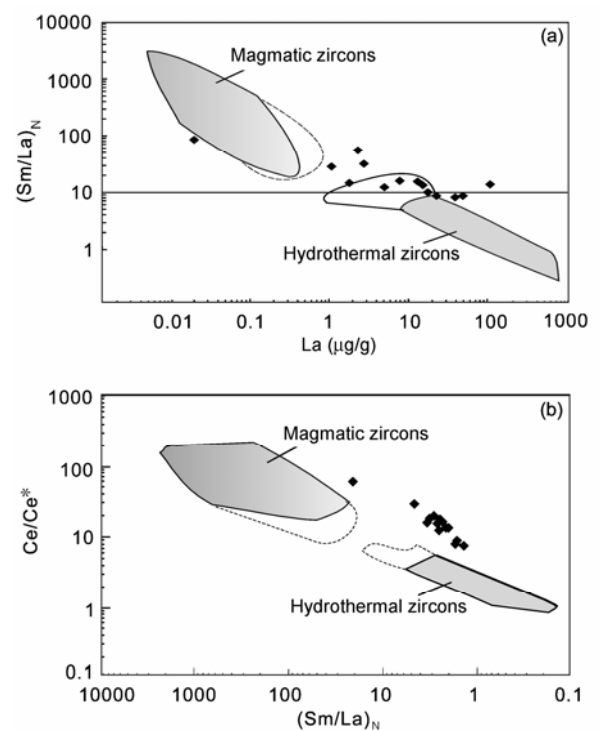 (a)
10000
1000
100
10
1
(Sm/La)N
Magmatic zircons
Hydrothermal zircons
0.01 0.1 1 10 100 1000
La (μg/g)
(b)
1000
100
10
1
0.1
Ce/Ce*
Magmatic zircons
Hydrothermal zircons
10000 1000 100 10 1 0.1
(Sm/La)N